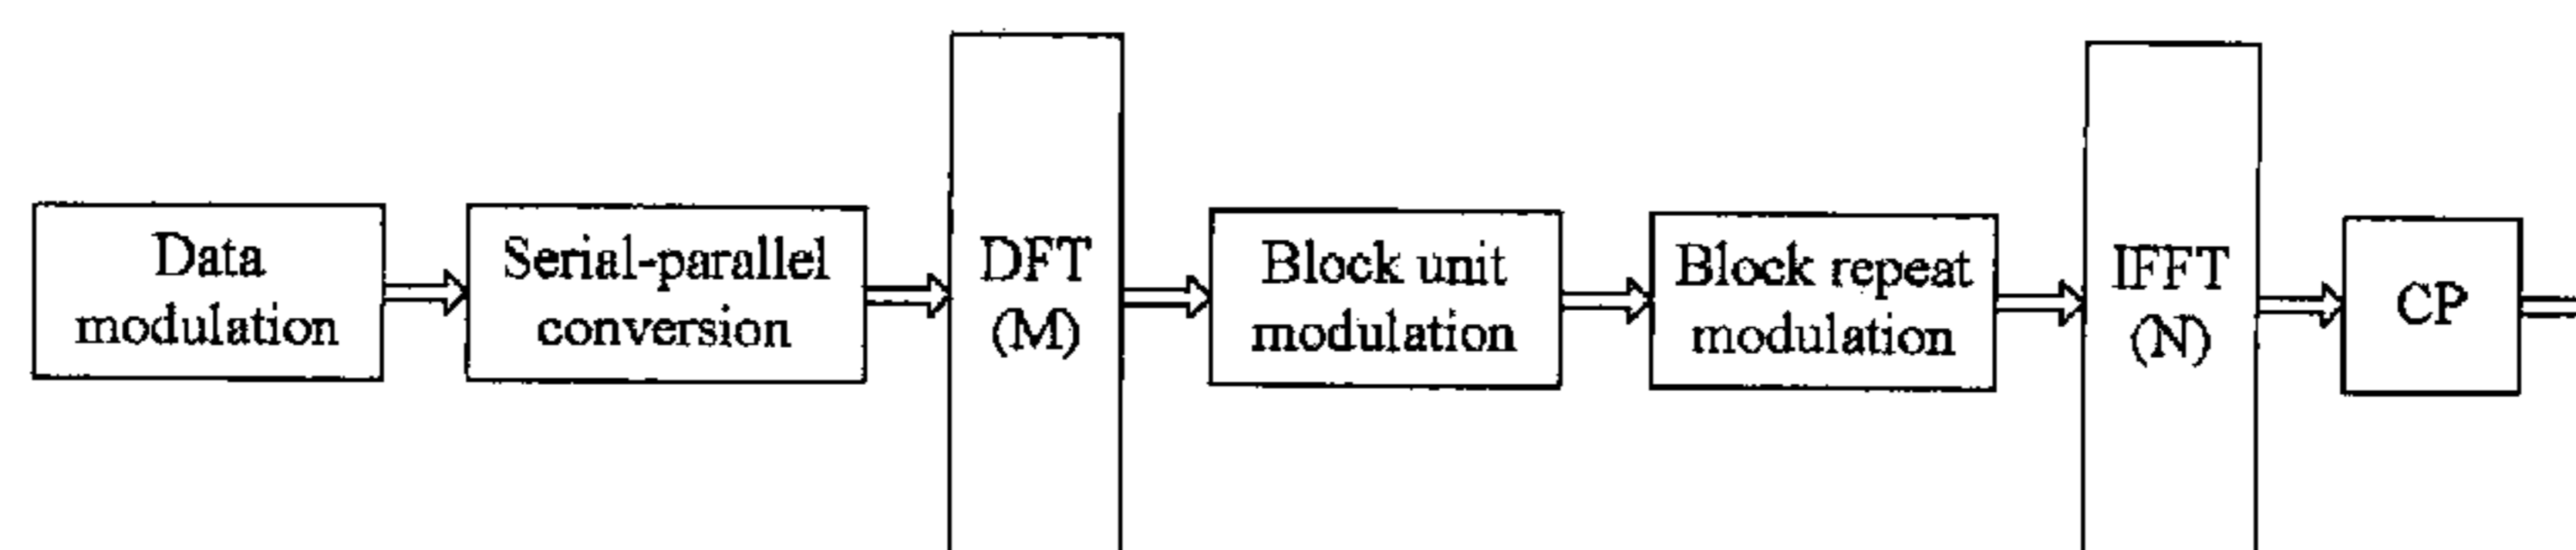 Data
modulation
Serial-parallel
conversion
DFT
(M)
Block unit
modulation
Block repeat
modulation
IFFT
(N)
CP